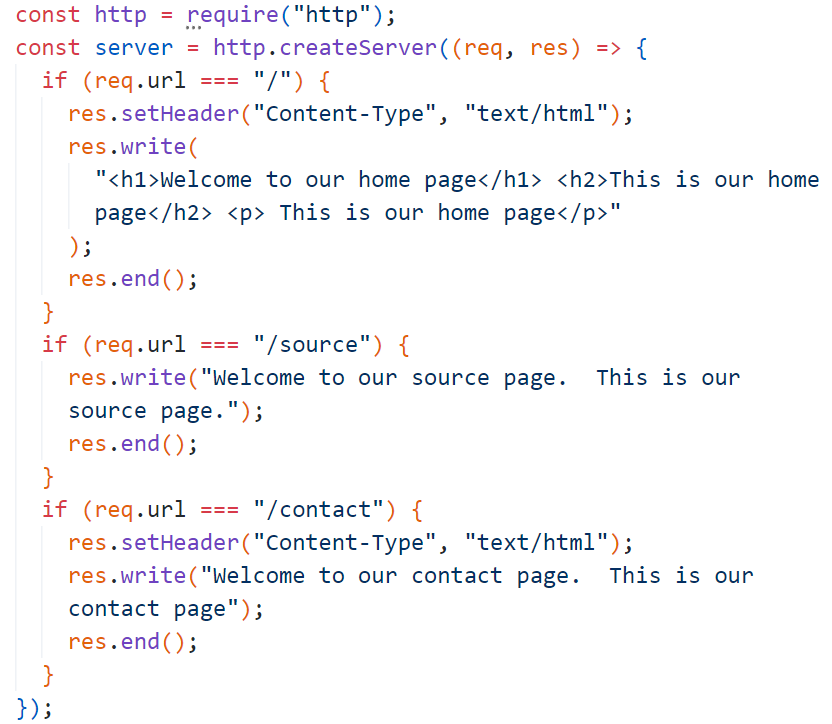 const http = require("http");
const server = http.createServer((req, res) => {
  if (req.url === "/") {
    res.setHeader("Content-Type", "text/html");
    res.write(
      "<h1>Welcome to our home page</h1> <h2>This is our home
      page</h2> <p> This is our home page</p>"
    );
    res.end();
  }
  if (req.url === "/source") {
    res.write("Welcome to our source page.  This is our
    source page.");
    res.end();
  }
  if (req.url === "/contact") {
    res.setHeader("Content-Type", "text/html");
    res.write("Welcome to our contact page.  This is our
    contact page");
    res.end();
  }
});